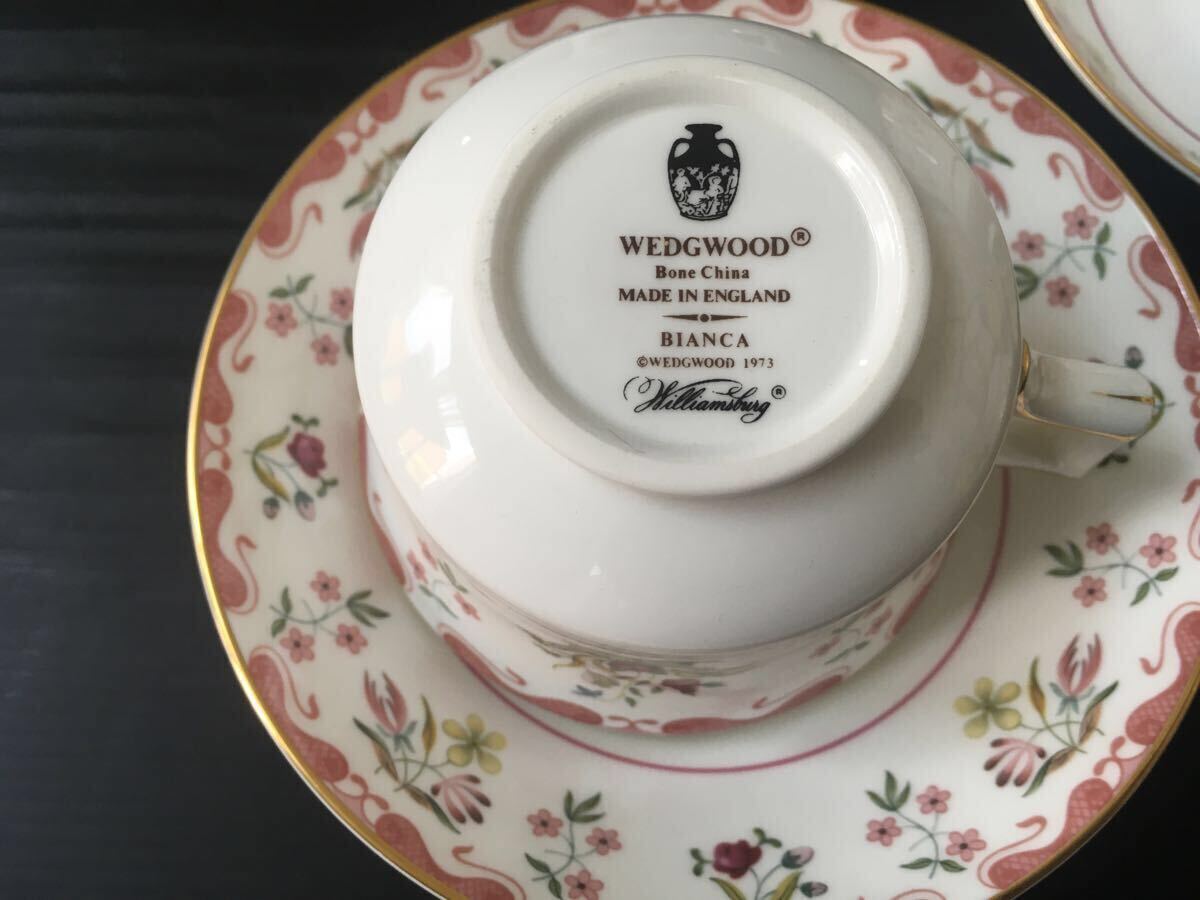 WEDGWOOD®
Bone China
MADE IN ENGLAND
BIANCA
©WEDGWOOD 1973
Williamsburg®